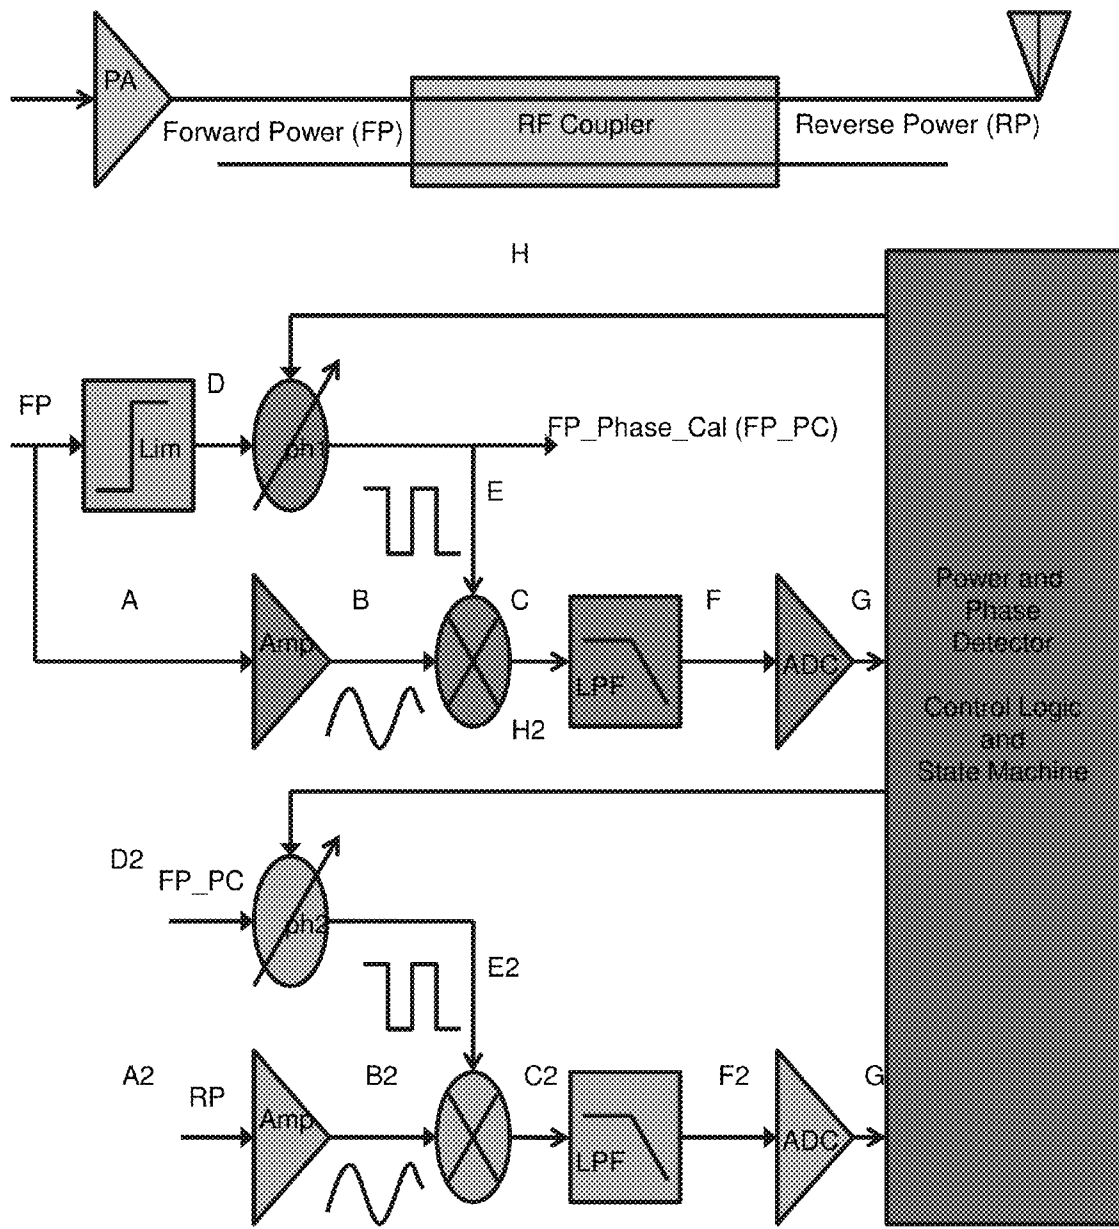 PA
Forward Power (FP)
RF Coupler
Reverse Power (RP)
H
FP
D
Lim
ph1
FP_Phase_Cal (FP_PC)
E
A
Amp
B
C
LPF
F
ADC
G
H2
Power and
Phase
Detector
Control Logic
and
State Machine
D2
FP_PC
ph2
E2
A2
RP
Amp
B2
C2
LPF
F2
ADC
G